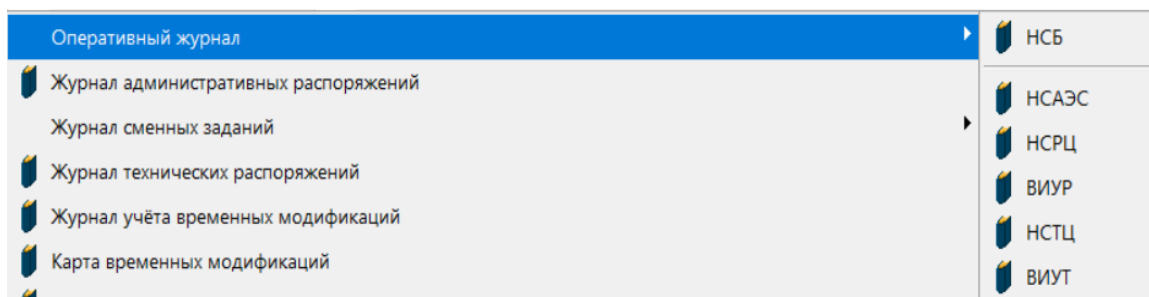 Оперативный журнал
Журнал административных распоряжений
Журнал сменных заданий
Журнал технических распоряжений
Журнал учёта временных модификаций
Карта временных модификаций
НСБ
НСАЭС
НСРЦ
ВИУР
НСТЦ
ВИУТ